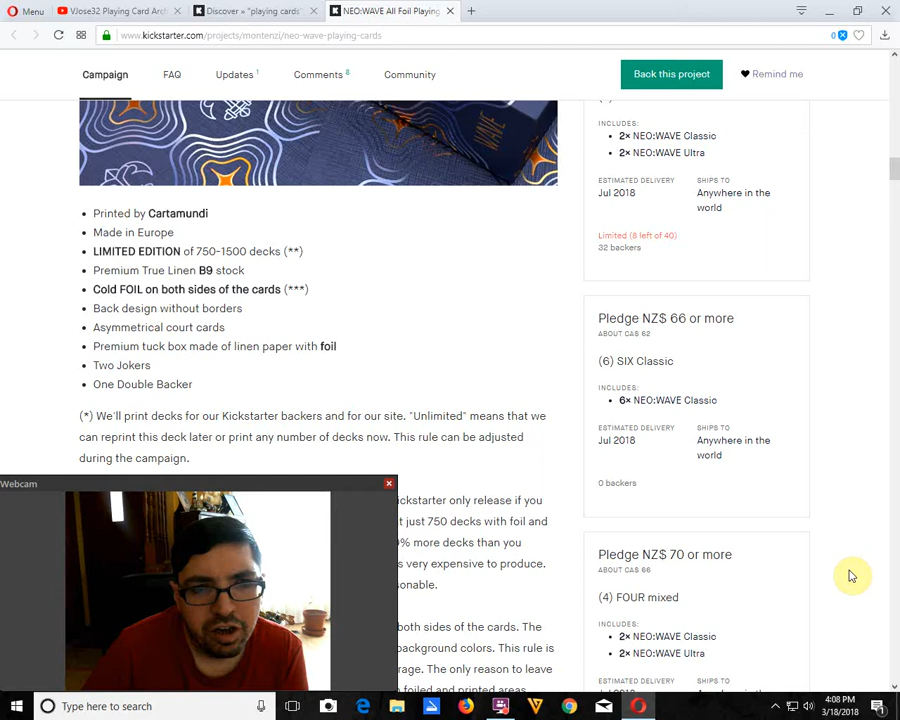 Menu
VJose32 Playing Card Arch
Discover » "playing cards"
NEO:WAVE All Foil Playing
www.kickstarter.com/projects/montenzi/neo-wave-playing-cards
0
Campaign
FAQ
Updates 1
Comments 8
Community
Back this project
Remind me
WAVE
Printed by Cartamundi
Made in Europe
LIMITED EDITION of 750-1500 decks (**)
Premium True Linen B9 stock
Cold FOIL on both sides of the cards (***)
Back design without borders
Asymmetrical court cards
Premium tuck box made of linen paper with foil
Two Jokers
One Double Backer
(*) We'll print decks for our Kickstarter backers and for our site. "Unlimited" means that we
can reprint this deck later or print any number of decks now. This rule can be adjusted
during the campaign.
ickstarter only release if you
t just 750 decks with foil and
% more decks than you
s very expensive to produce.
onable.
both sides of the cards. The
background colors. This rule is
rage. The only reason to leave
n foiled and printed areas
INCLUDES:
2× NEO:WAVE Classic
2× NEO:WAVE Ultra
ESTIMATED DELIVERY
Jul 2018
SHIPS TO
Anywhere in the
world
Limited (8 left of 40)
32 backers
Pledge NZ$ 66 or more
ABOUT CA$ 62
(6) SIX Classic
INCLUDES:
6× NEO:WAVE Classic
ESTIMATED DELIVERY
Jul 2018
SHIPS TO
Anywhere in the
world
0 backers
Pledge NZ$ 70 or more
ABOUT CA$ 66
(4) FOUR mixed
INCLUDES:
2× NEO:WAVE Classic
2× NEO:WAVE Ultra
ESTIMATED DELIVERY
SHIPS TO
Webcam
Type here to search
4:08 PM
3/18/2018
1